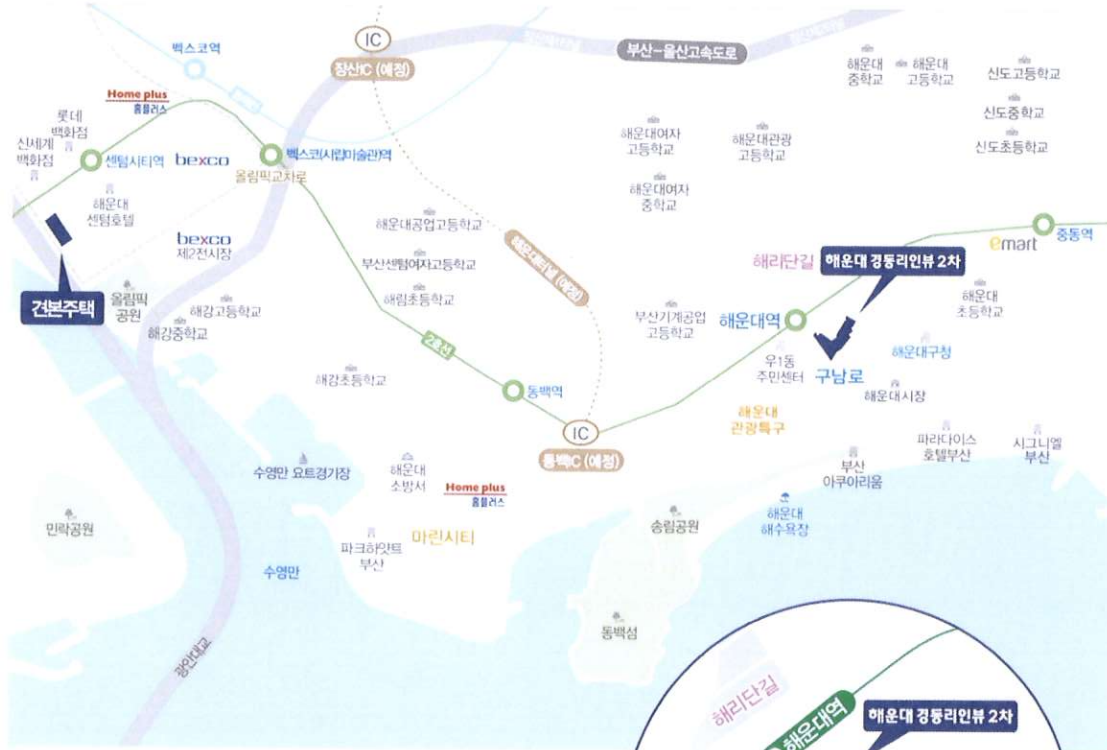 IC
장산IC (예정)
부산-울산고속도로
벡스코역
Home plus
홈플러스
롯데
백화점
신세계
백화점
센텀시티역
bexco
벡스코(시립미술관)역
올림픽교차로
해운대
센텀호텔
bexco
제2전시장
견본주택
올림픽
공원
해강고등학교
해강중학교
해운대공업고등학교
부산센텀여자고등학교
해림초등학교
해운대터널 (예정)
해운대여자
고등학교
해운대관광
고등학교
해운대여자
중학교
해운대
중학교
해운대
고등학교
신도고등학교
신도중학교
신도초등학교
emart
중동역
해리단길
해운대 경동리인뷰 2차
해운대
초등학교
부산기계공업
고등학교
해운대역
우1동
주민센터
구남로
해운대구청
해운대시장
2호선
해강초등학교
동백역
IC
동백IC (예정)
해운대
관광특구
파라다이스
호텔부산
시그니엘
부산
부산
아쿠아리움
해운대
해수욕장
수영만 요트경기장
해운대
소방서
Home plus
홈플러스
파크하얏트
부산
마린시티
송림공원
민락공원
수영만
동백섬
광안대교
해리단길
해운대역
해운대 경동리인뷰 2차